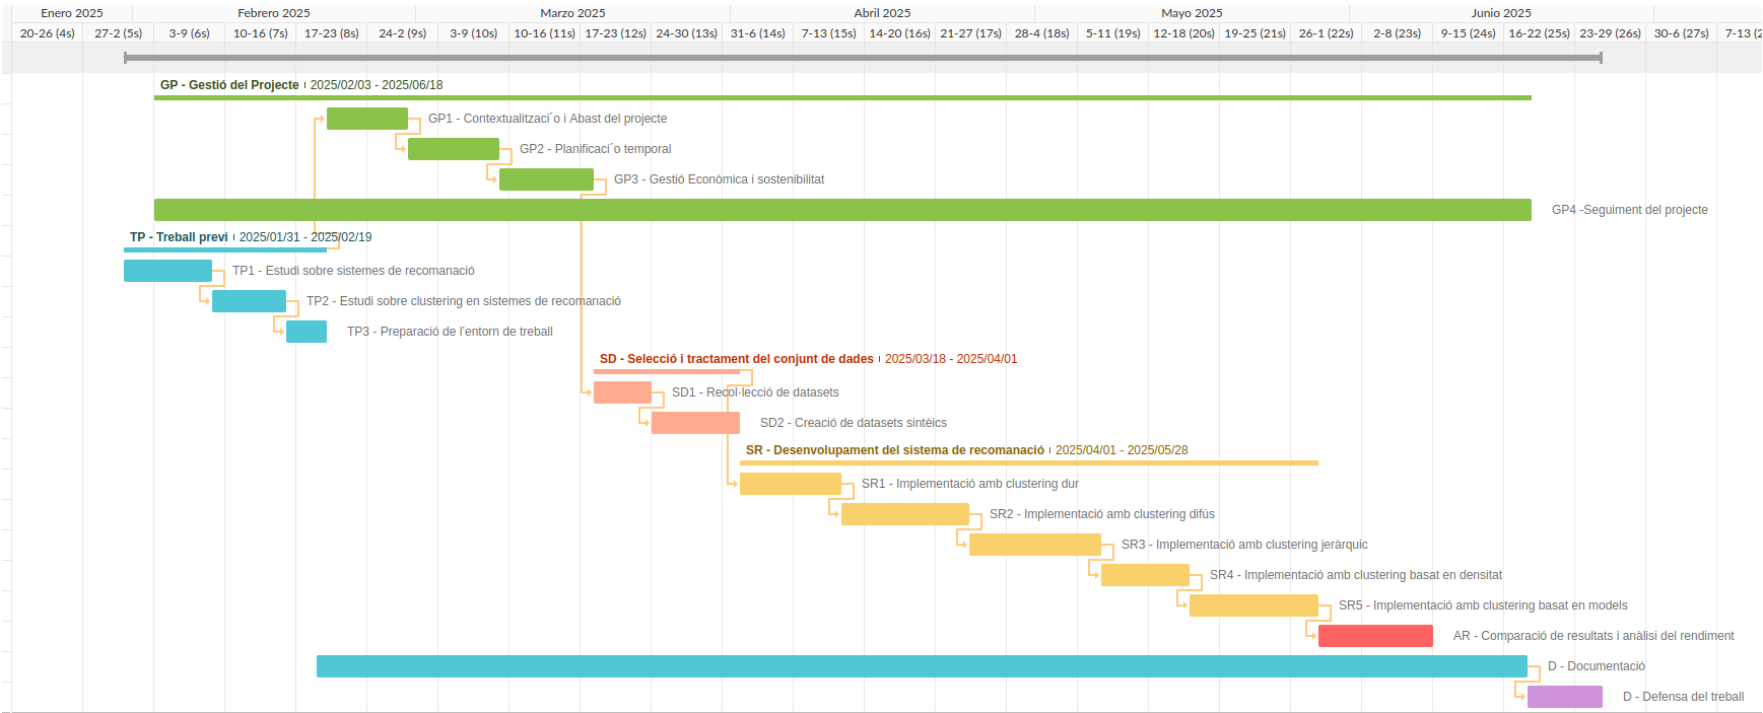 Enero 2025 Febrero 2025 Marzo 2025 Abril 2025 Mayo 2025 Junio 2025
20-26 (4s) 27-2 (5s) 3-9 (6s) 10-16 (7s) 17-23 (8s) 24-2 (9s) 3-9 (10s) 10-16 (11s) 17-23 (12s) 24-30 (13s) 31-6 (14s) 7-13 (15s) 14-20 (16s) 21-27 (17s) 28-4 (18s) 5-11 (19s) 12-18 (20s) 19-25 (21s) 26-1 (22s) 2-8 (23s) 9-15 (24s) 16-22 (25s) 23-29 (26s) 30-6 (27s) 7-13 (2
GP - Gestió del Projecte 2025/02/03 - 2025/06/18
GP1 - Contextualitzaci´o i Abast del projecte
GP2 - Planificaci´o temporal
GP3 - Gestió Econòmica i sostenibilitat
GP4 -Seguiment del projecte
TP - Treball previ 2025/01/31 - 2025/02/19
TP1 - Estudi sobre sistemes de recomanació
TP2 - Estudi sobre clustering en sistemes de recomanació
TP3 - Preparació de l'entorn de treball
SD - Selecció i tractament del conjunt de dades 2025/03/18 - 2025/04/01
SD1 - Recol·lecció de datasets
SD2 - Creació de datasets sintèics
SR - Desenvolupament del sistema de recomanació 2025/04/01 - 2025/05/28
SR1 - Implementació amb clustering dur
SR2 - Implementació amb clustering difús
SR3 - Implementació amb clustering jeràrquic
SR4 - Implementació amb clustering basat en densitat
SR5 - Implementació amb clustering basat en models
AR - Comparació de resultats i anàlisi del rendiment
D - Documentació
D - Defensa del treball